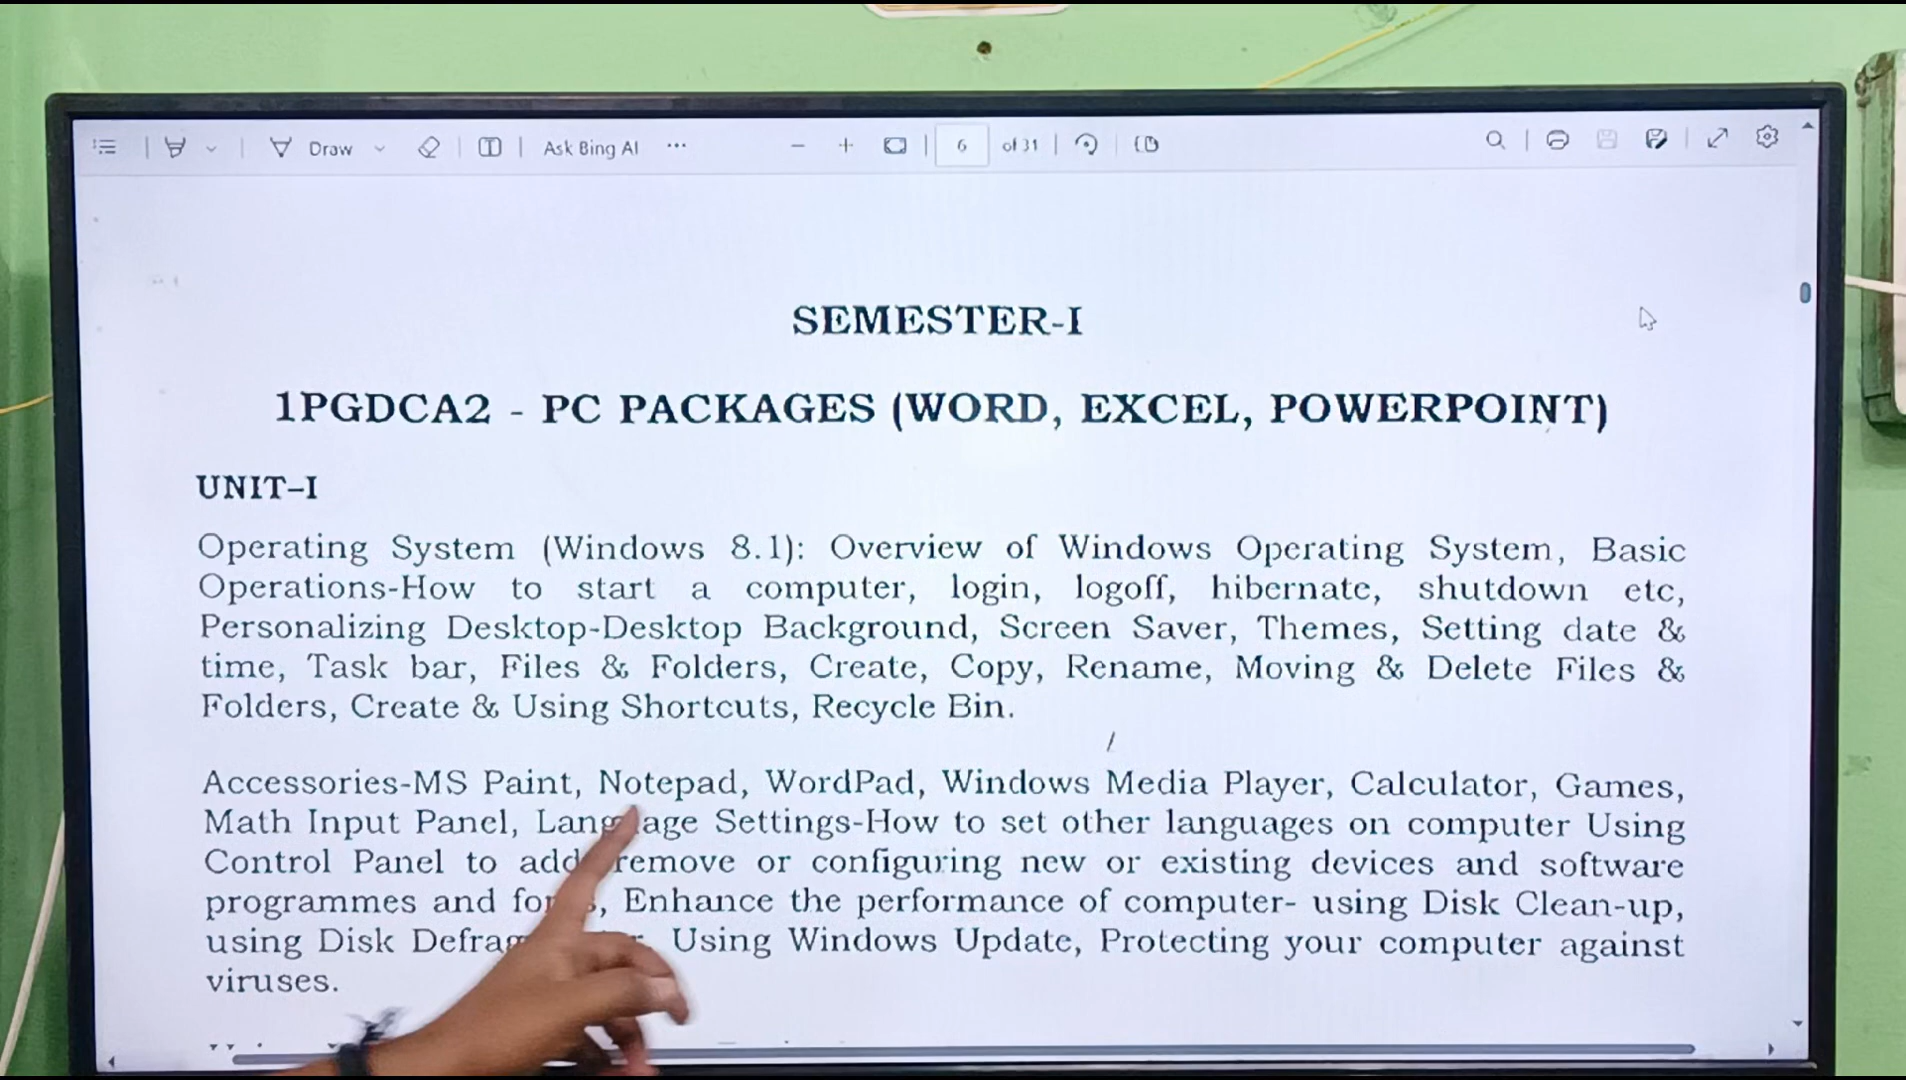 Draw
Ask Bing AI
6 of 31
SEMESTER-I
1PGDCA2 - PC PACKAGES (WORD, EXCEL, POWERPOINT)
UNIT–I
Operating System (Windows 8.1): Overview of Windows Operating System, Basic
Operations-How to start a computer, login, logoff, hibernate, shutdown etc,
Personalizing Desktop-Desktop Background, Screen Saver, Themes, Setting date &
time, Task bar, Files & Folders, Create, Copy, Rename, Moving & Delete Files &
Folders, Create & Using Shortcuts, Recycle Bin.
Accessories-MS Paint, Notepad, WordPad, Windows Media Player, Calculator, Games,
Math Input Panel, Language Settings-How to set other languages on computer Using
Control Panel to add remove or configuring new or existing devices and software
programmes and Enhance the performance of computer- using Disk Clean-up,
using Disk Using Windows Update, Protecting your computer against
viruses.